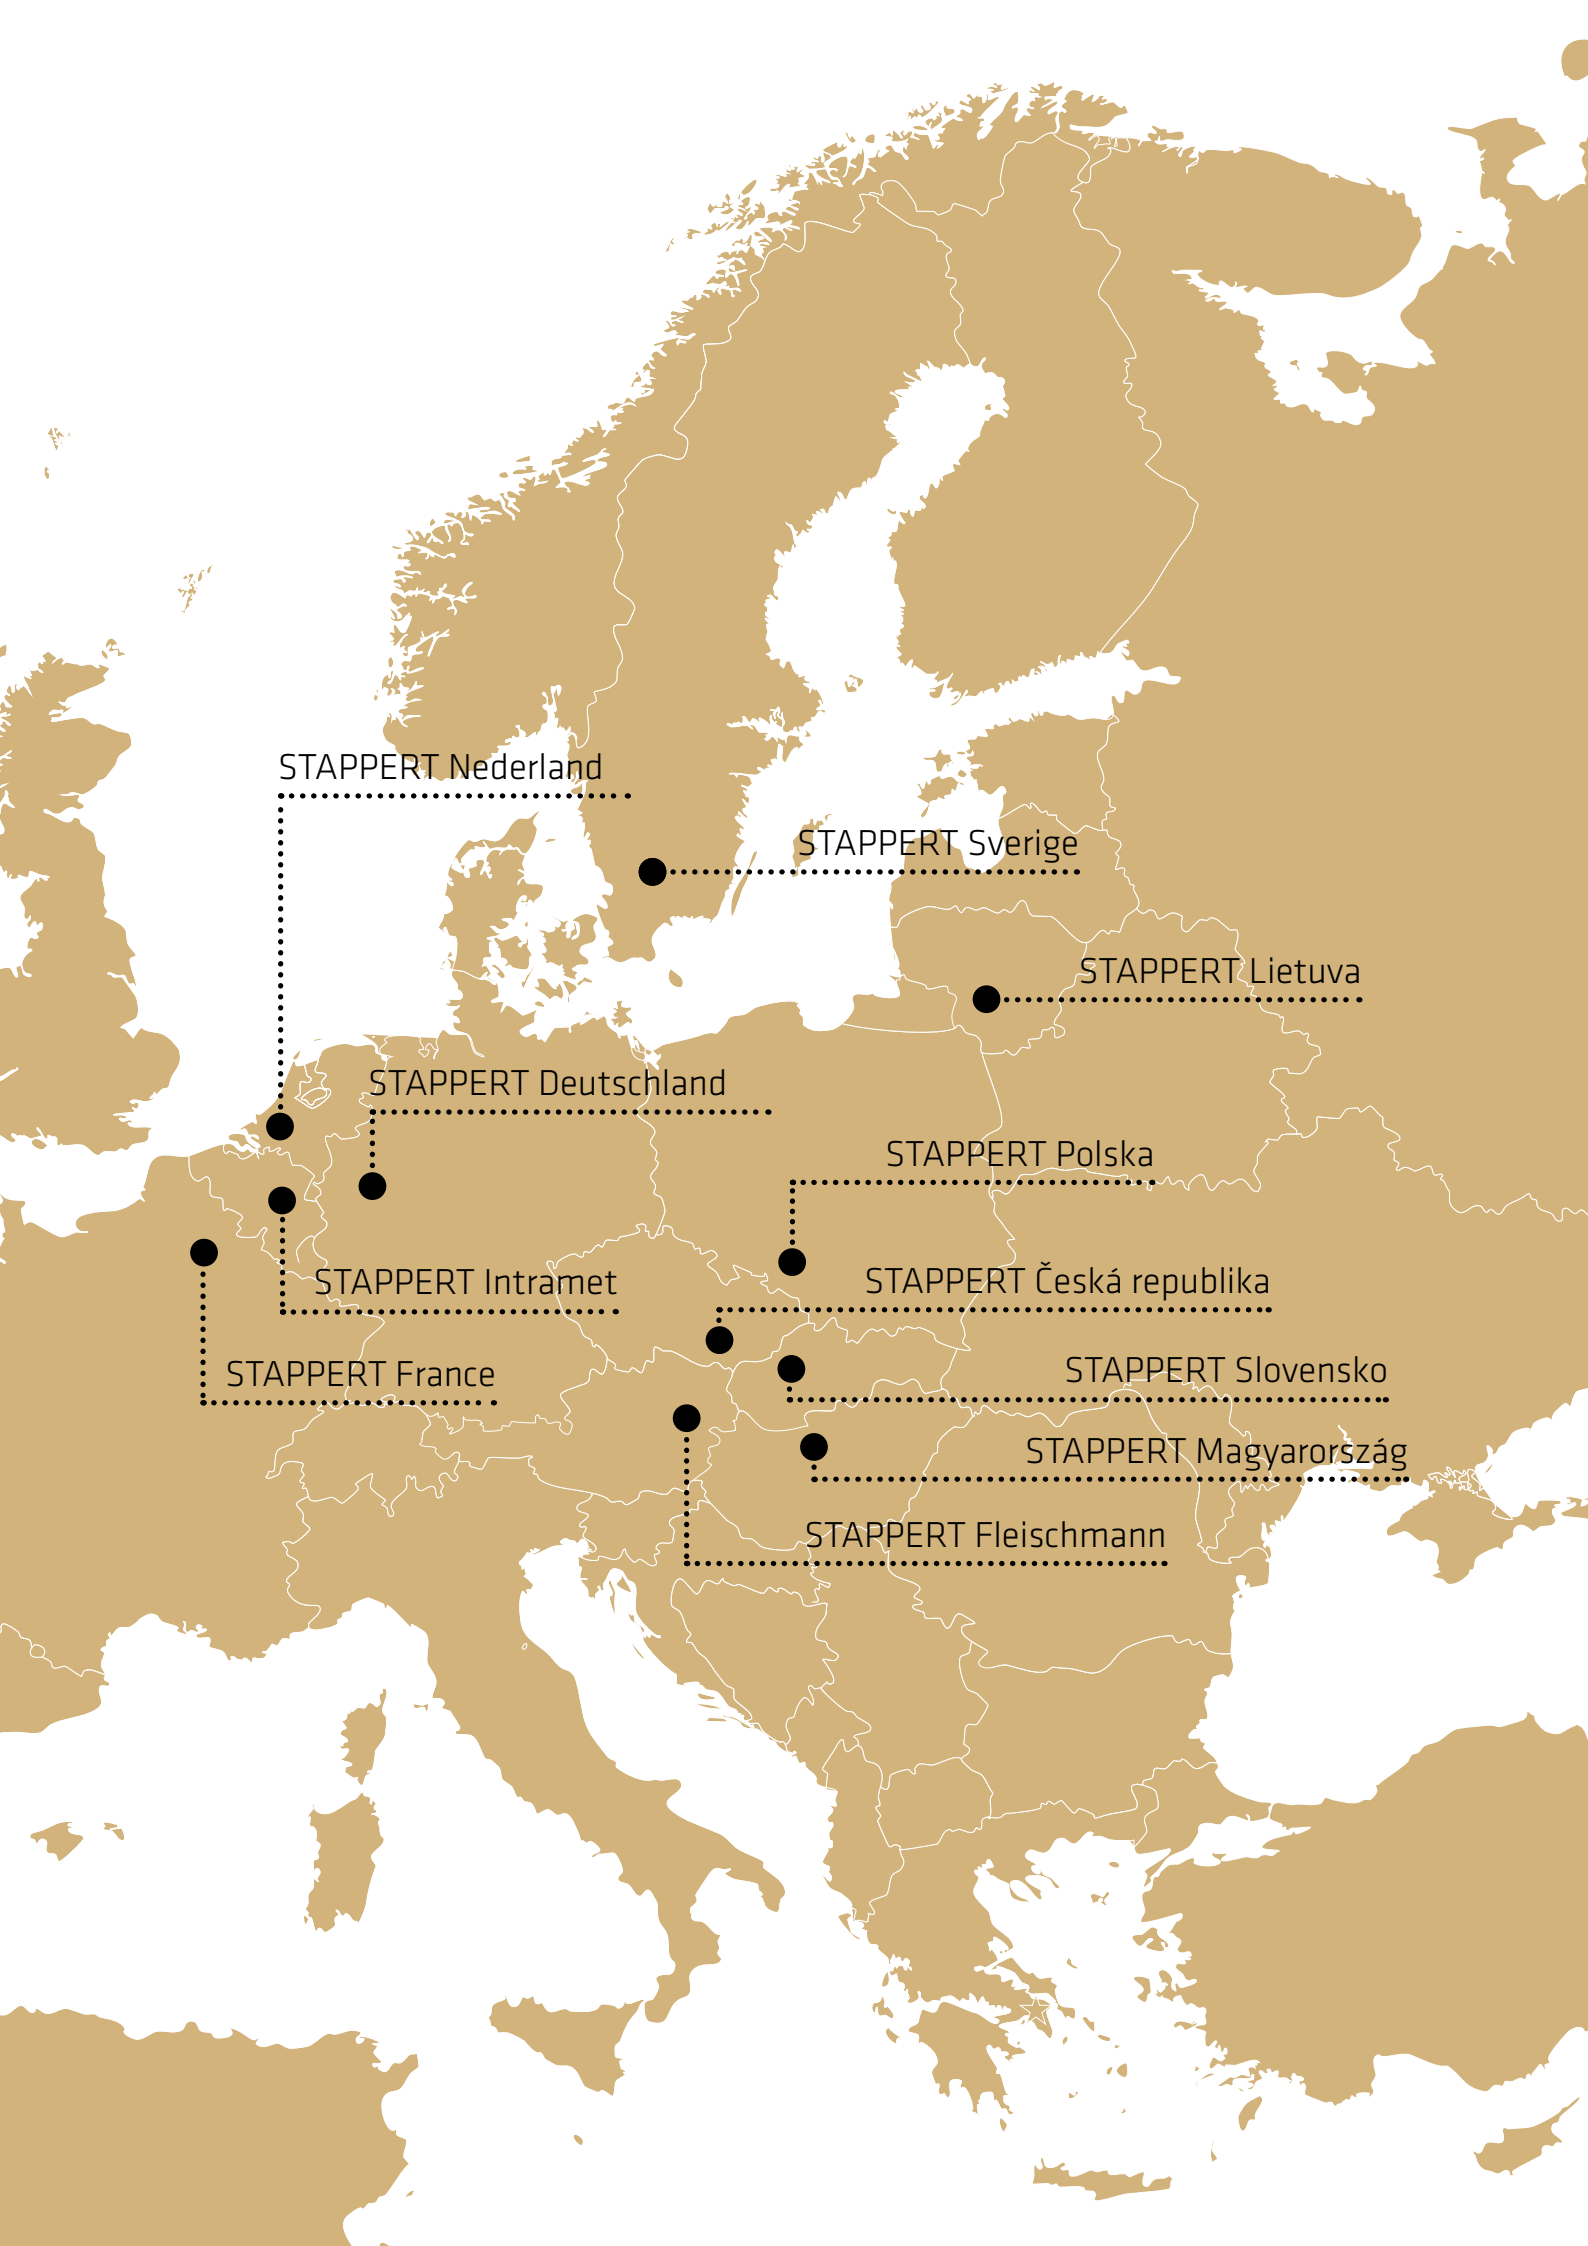 STAPPERT Nederland
STAPPERT Sverige
STAPPERT Lietuva
STAPPERT Deutschland
STAPPERT Polska
STAPPERT Intramet
STAPPERT Česká republika
STAPPERT France
STAPPERT Slovensko
STAPPERT Magyarország
STAPPERT Fleischmann